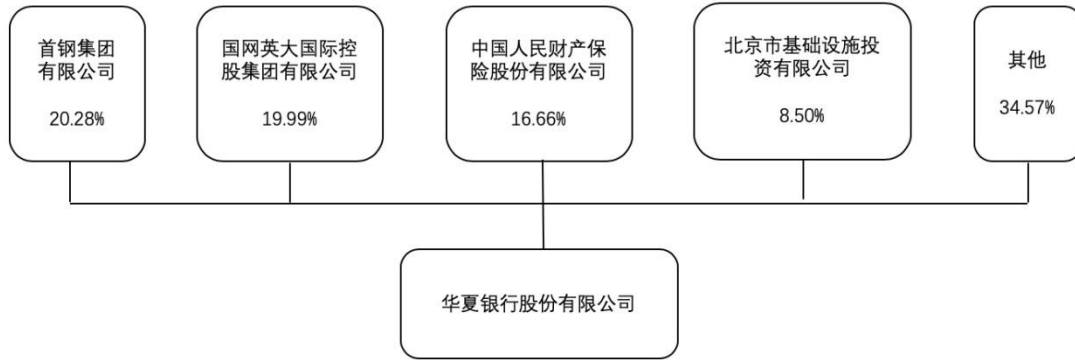 首钢集团
有限公司
20.28%
国网英大国际控
股集团有限公司
19.99%
中国人民财产保
险股份有限公司
16.66%
北京市基础设施投
资有限公司
8.50%
其他
34.57%
华夏银行股份有限公司